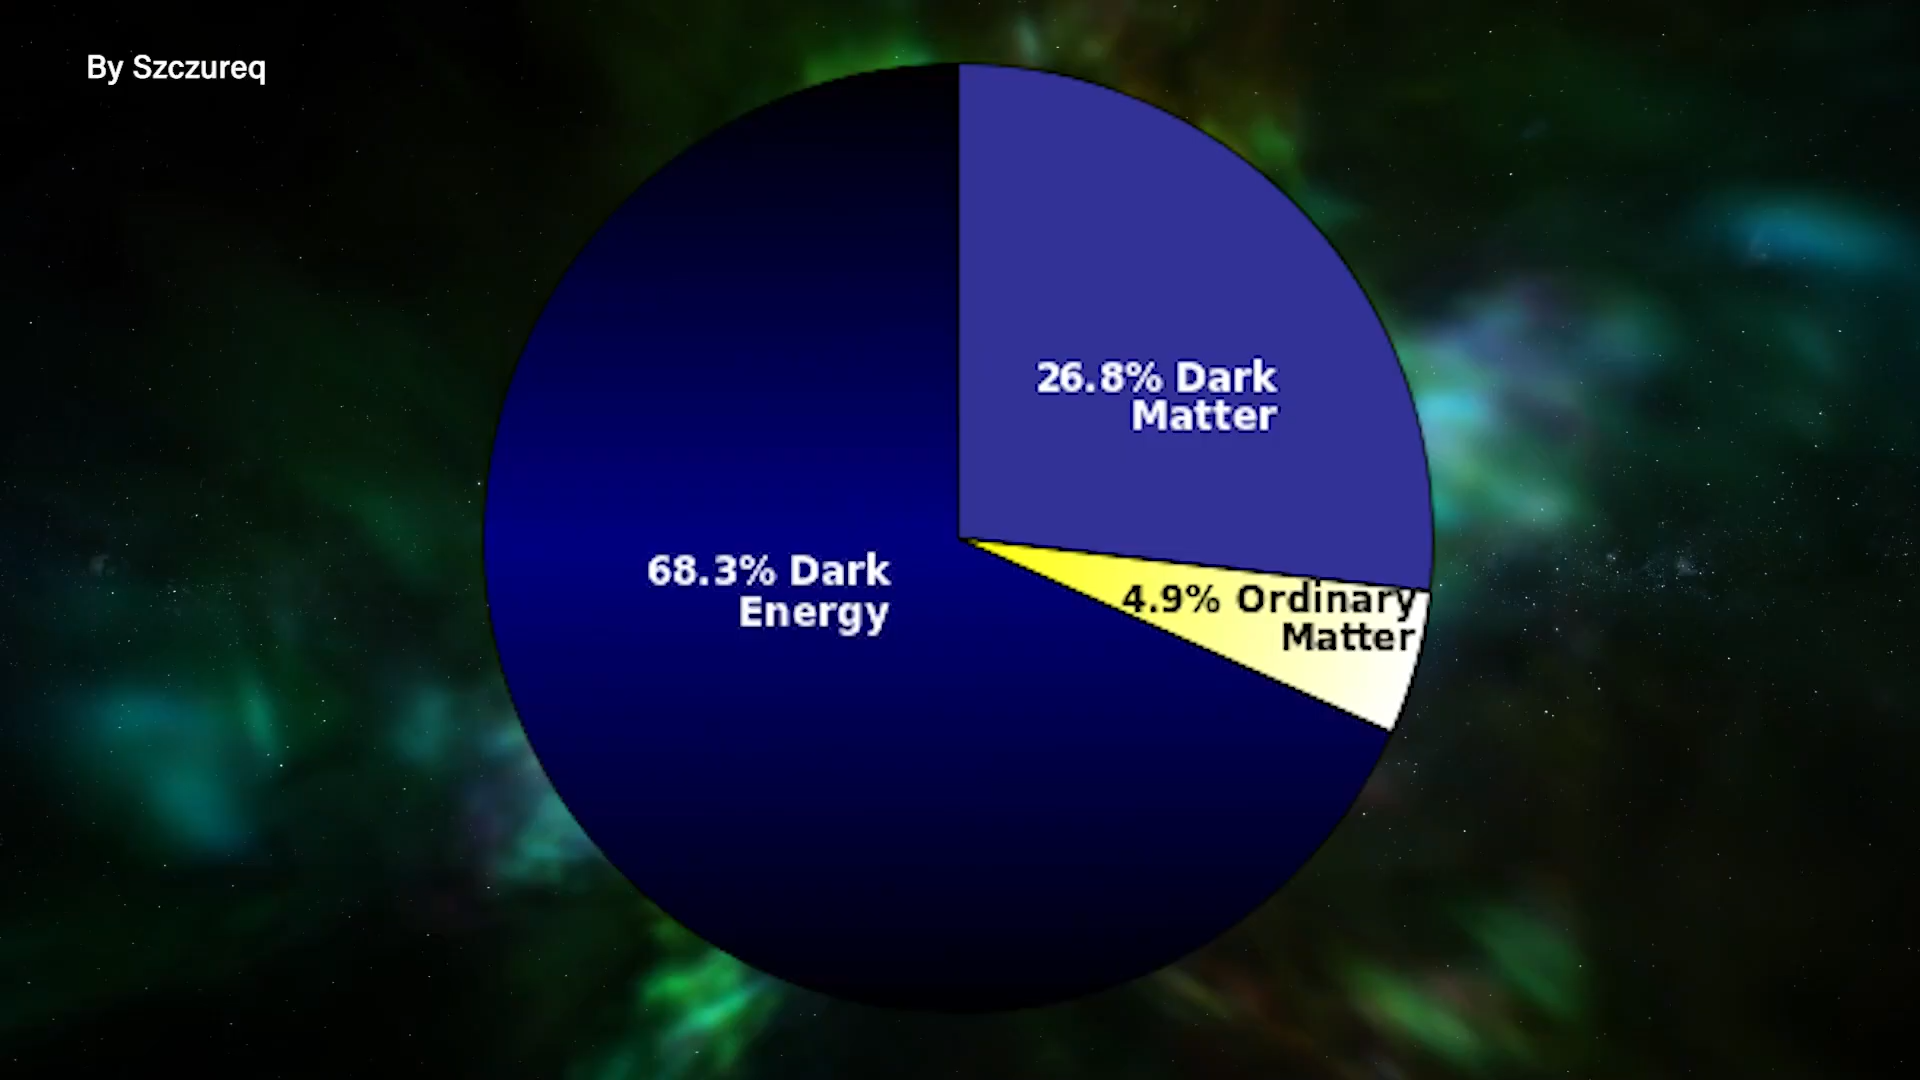 By Szczureq
26.8% Dark
Matter
68.3% Dark
Energy
4.9% Ordinary
Matter